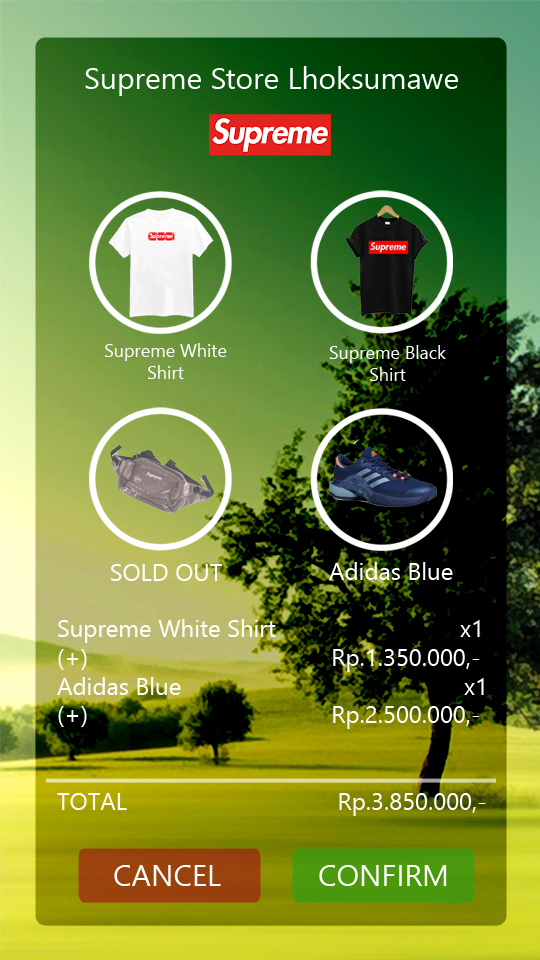 Supreme Store Lhoksumawe
Supreme
Supreme
Supreme
Supreme White
Shirt
Supreme Black
Shirt
Supreme
SOLD OUT
Adidas Blue
Supreme White Shirt x1
(+) Rp.1.350.000,-
Adidas Blue x1
(+) Rp.2.500.000,-
TOTAL Rp.3.850.000,-
CANCEL CONFIRM